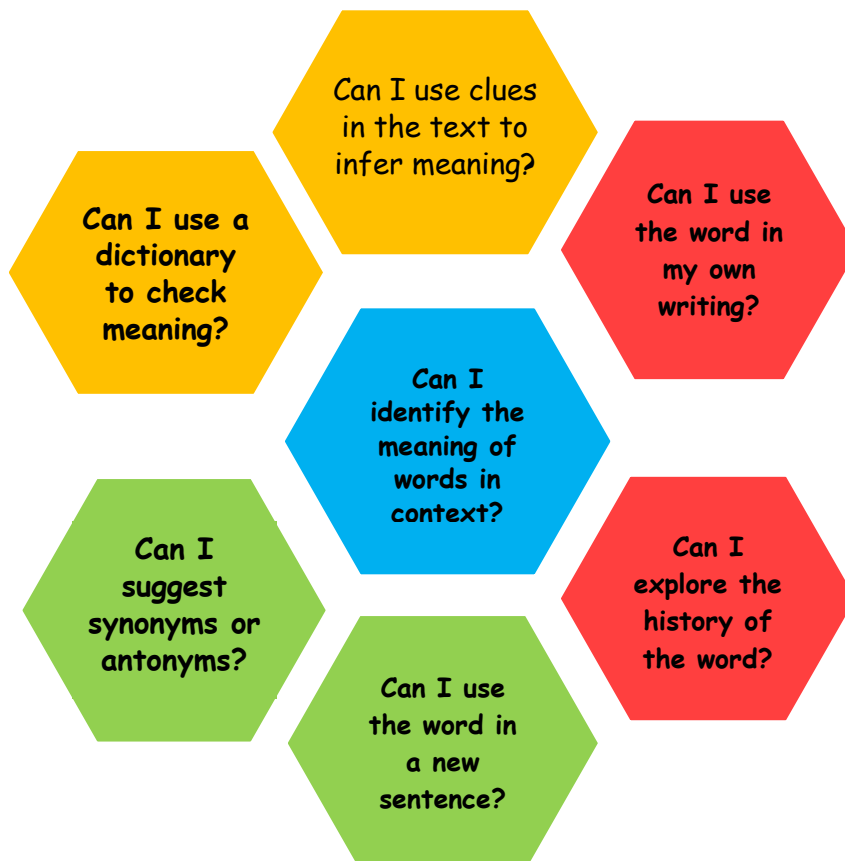 Can I use clues
in the text to
infer meaning?
Can I use a
dictionary
to check
meaning?
Can I use
the word in
my own
writing?
Can I
identify the
meaning of
words in
context?
Can I
suggest
synonyms or
antonyms?
Can I
explore the
history of
the word?
Can I use
the word in
a new
sentence?